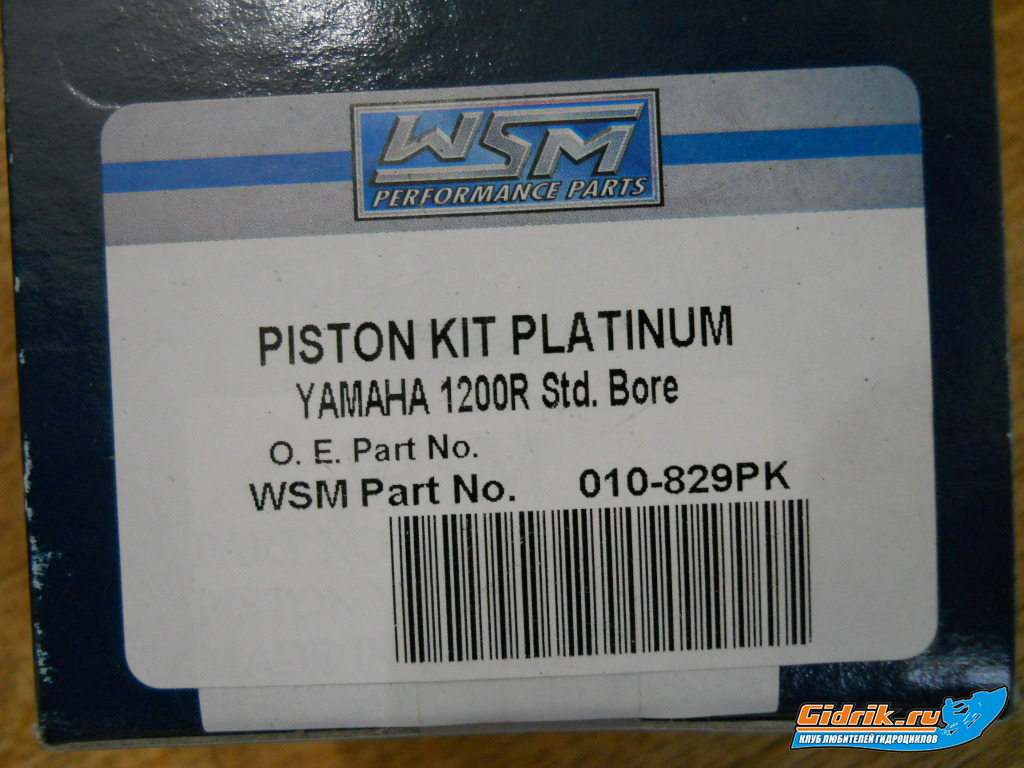 WSM
PERFORMANCE PARTS
PISTON KIT PLATINUM
YAMAHA 1200R Std. Bore
O. E. Part No.
WSM Part No. 010-829PK
Gidrik.ru
КЛУБ ЛЮБИТЕЛЕЙ ГИДРОЦИКЛОВ